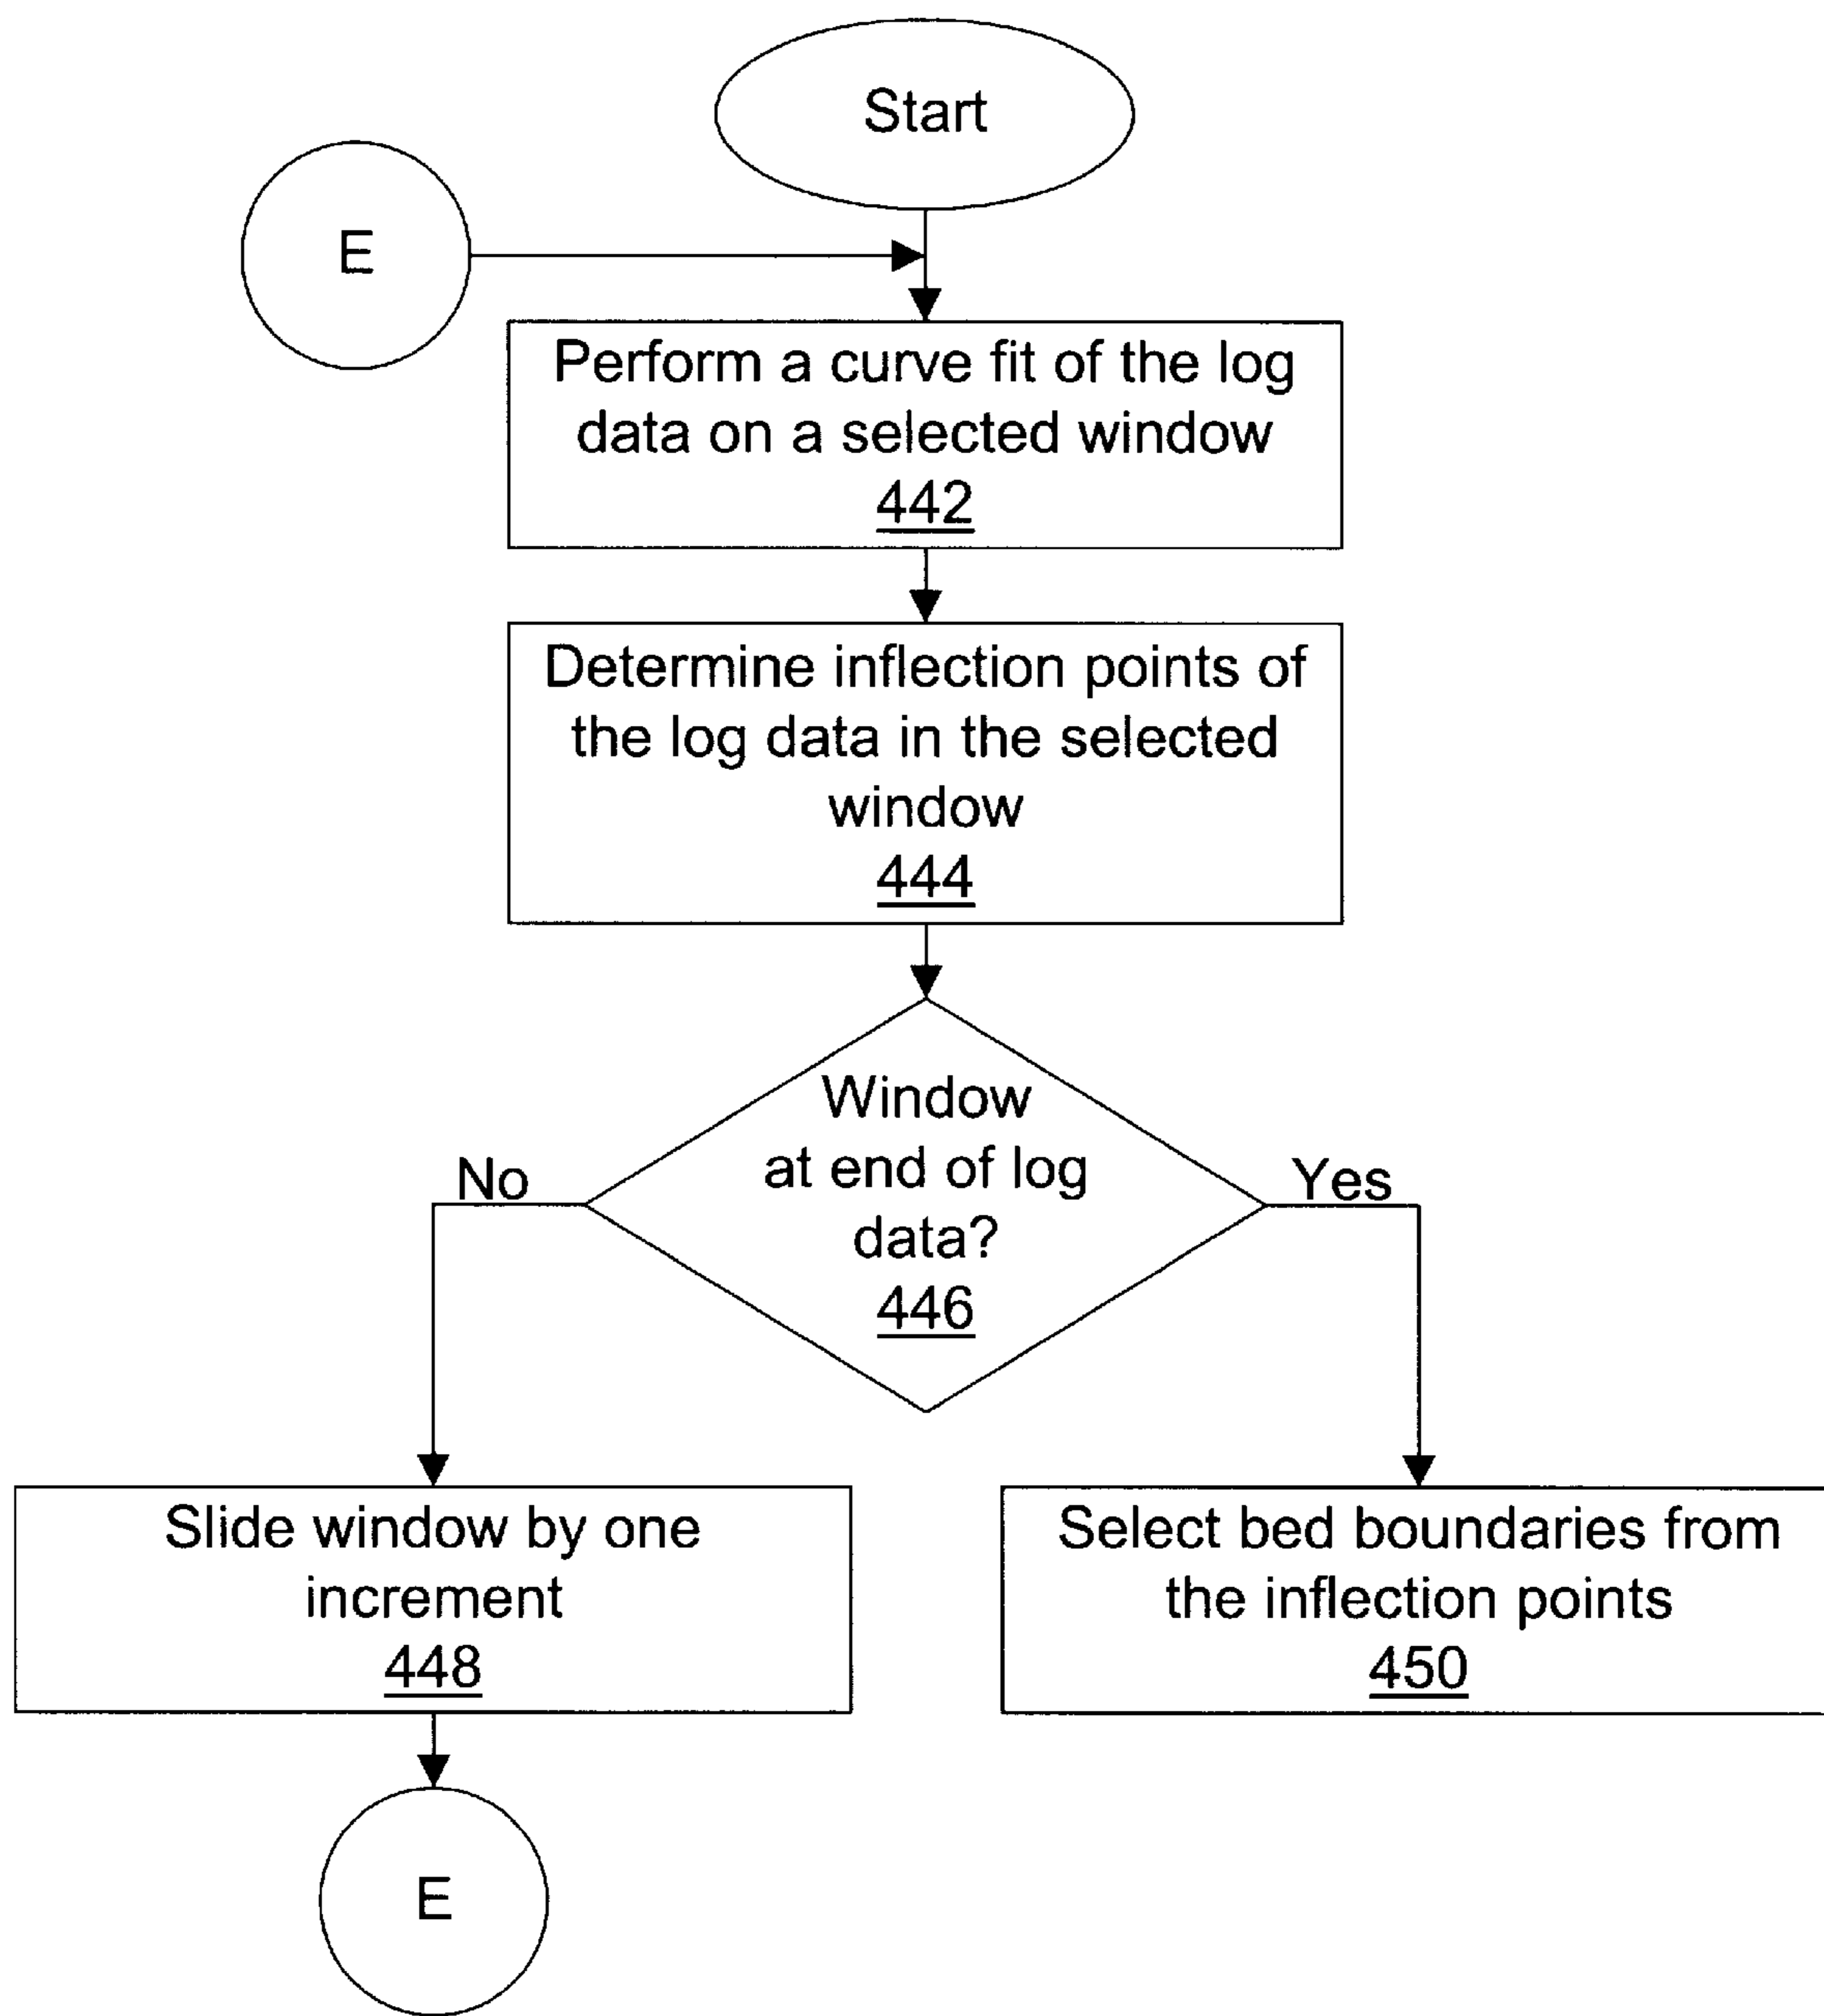 Start
E
Perform a curve fit of the log
data on a selected window
442
Determine inflection points of
the log data in the selected
window
444
Window
at end of log
data?
446
No
Yes
Slide window by one
increment
448
Select bed boundaries from
the inflection points
450
E